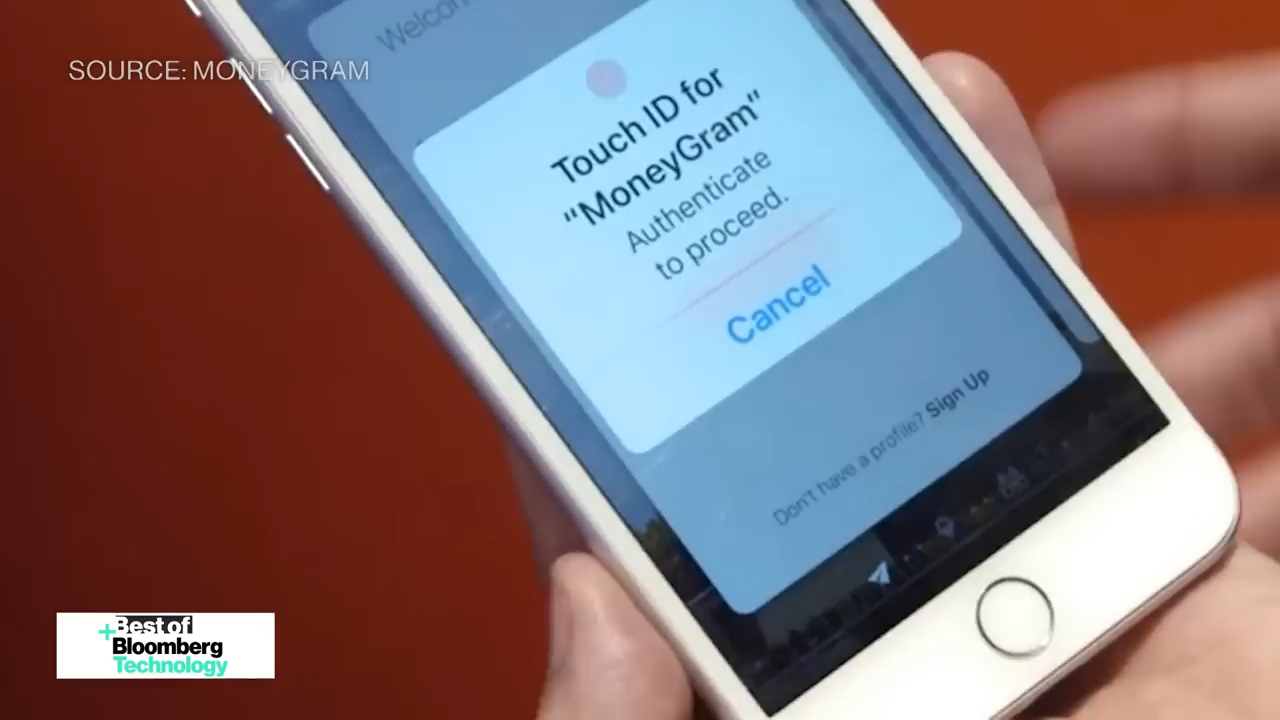 SOURCE: MONEYGRAM
Welcom
Touch ID for
"MoneyGram"
Authenticate
to proceed.
Cancel
Don't have a profile? Sign Up
+Best of
Bloomberg
Technology